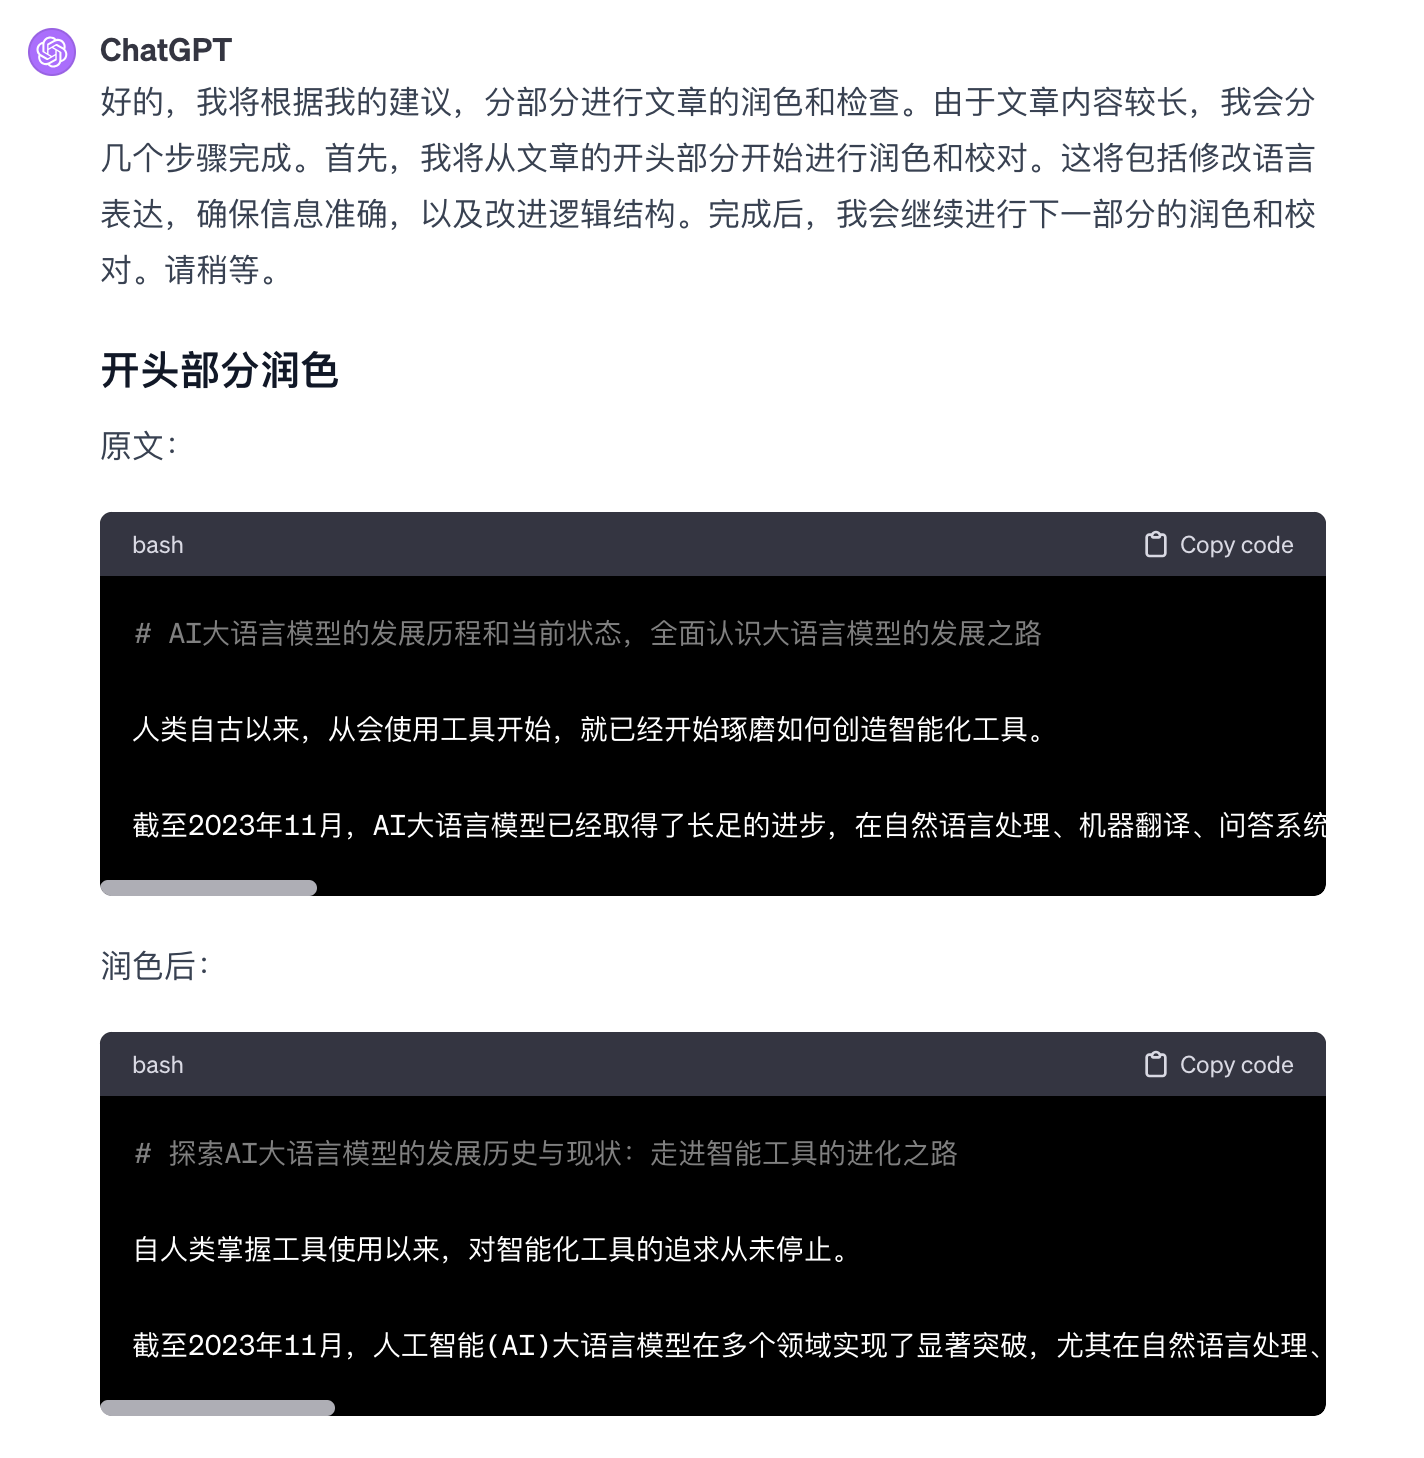 ChatGPT
好的，我将根据我的建议，分部分进行文章的润色和检查。由于文章内容较长，我会分
几个步骤完成。首先，我将从文章的开头部分开始进行润色和校对。这将包括修改语言
表达，确保信息准确，以及改进逻辑结构。完成后，我会继续进行下一部分的润色和校
对。请稍等。
开头部分润色
原文：
bash
Copy code
# AI大语言模型的发展历程和当前状态，全面认识大语言模型的发展之路
人类自古以来，从会使用工具开始，就已经开始琢磨如何创造智能化工具。
截至2023年11月，AI大语言模型已经取得了长足的进步，在自然语言处理、机器翻译、问答系统
润色后：
bash
Copy code
# 探索AI大语言模型的发展历史与现状：走进智能工具的进化之路
自人类掌握工具使用以来，对智能化工具的追求从未停止。
截至2023年11月，人工智能(AI)大语言模型在多个领域实现了显著突破，尤其在自然语言处理、